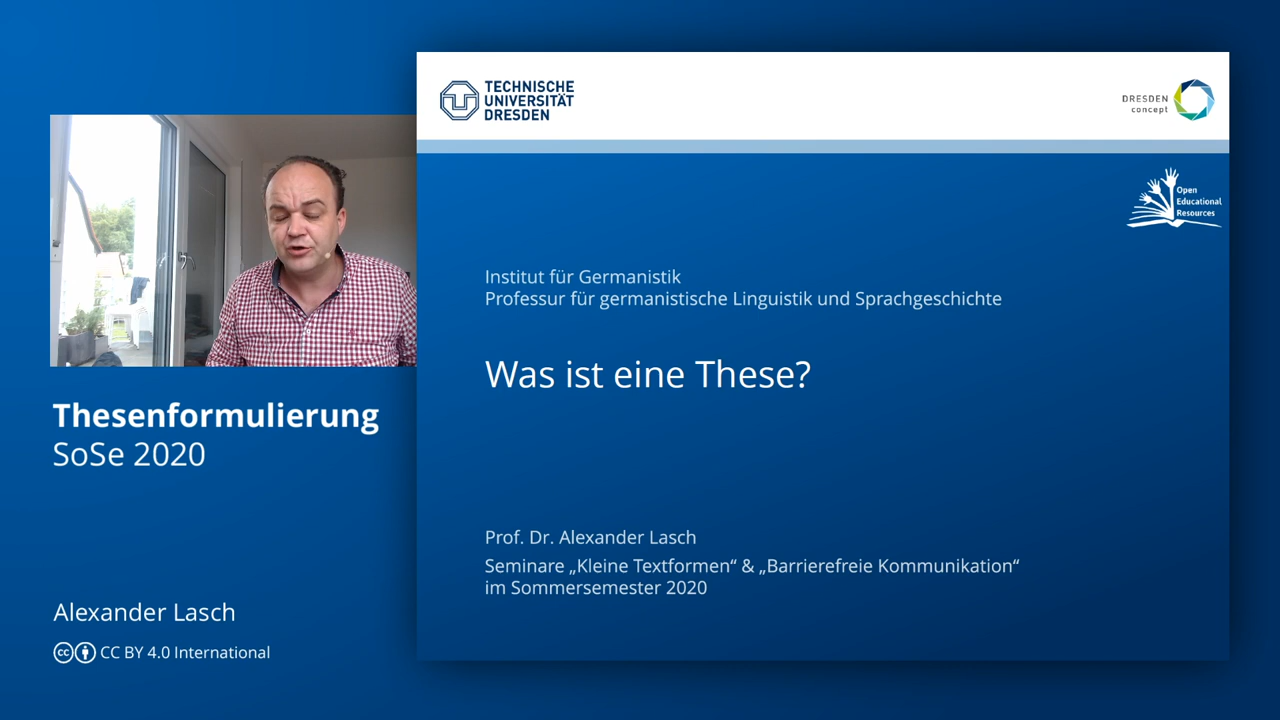 TECHNISCHE
UNIVERSITÄT
DRESDEN
DRESDEN
concept
Open
Educational
Resources
Institut für Germanistik
Professur für germanistische Linguistik und Sprachgeschichte
Was ist eine These?
Prof. Dr. Alexander Lasch
Seminare „Kleine Textformen“ & „Barrierefreie Kommunikation“
im Sommersemester 2020
Thesenformulierung
SoSe 2020
Alexander Lasch
cc CC BY 4.0 International